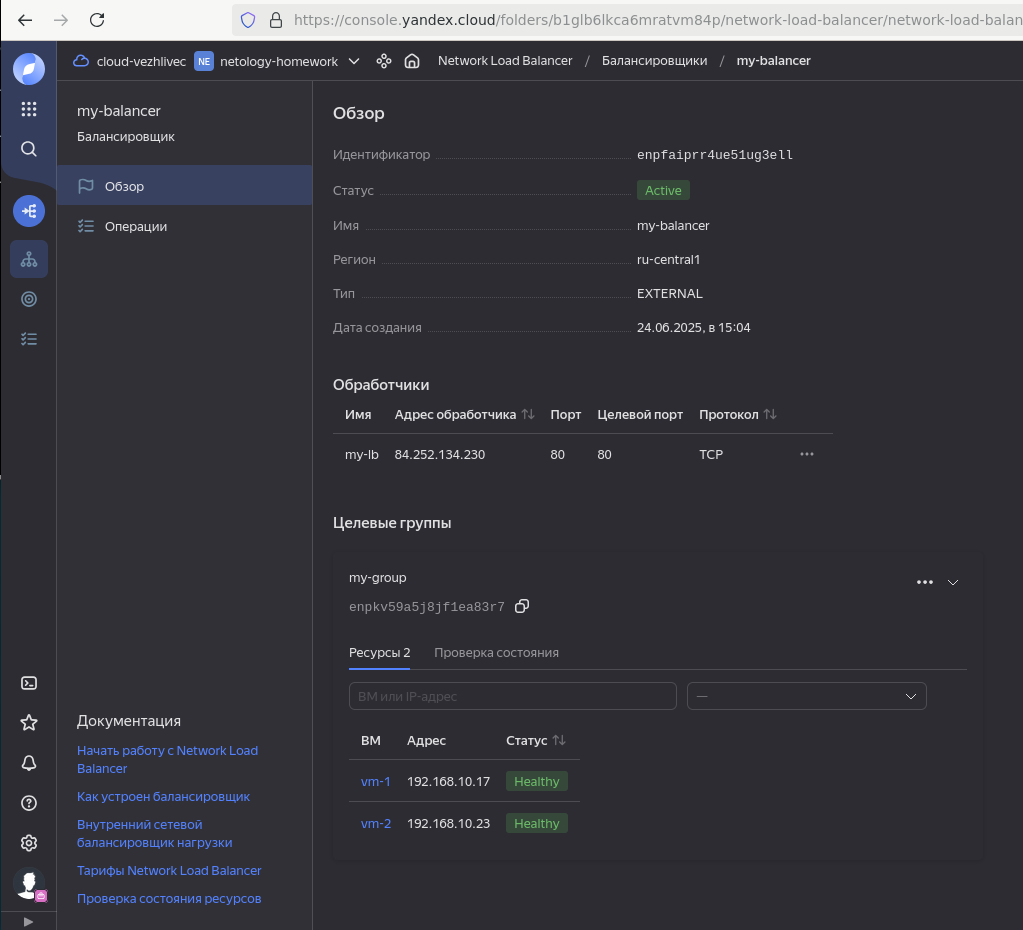 https://console.yandex.cloud/folders/b1glb6lkca6mratvm84p/network-load-balancer/network-load-balan
cloud-vezhlivec NE netology-homework Network Load Balancer / Балансировщики / my-balancer
my-balancer
Балансировщик
Обзор
Операции
Документация
Начать работу с Network Load
Balancer
Как устроен балансировщик
Внутренний сетевой
балансировщик нагрузки
Тарифы Network Load Balancer
Проверка состояния ресурсов
Обзор
Идентификатор enpfaiprr4ue51ug3ell
Статус Active
Имя my-balancer
Регион ru-central1
Тип EXTERNAL
Дата создания 24.06.2025, в 15:04
Обработчики
Имя Адрес обработчика Порт Целевой порт Протокол
my-lb 84.252.134.230 80 80 TCP
Целевые группы
my-group
enpkv59a5j8jf1ea83r7
Ресурсы 2 Проверка состояния
ВМ или IP-адрес —
ВМ Адрес Статус
vm-1 192.168.10.17 Healthy
vm-2 192.168.10.23 Healthy